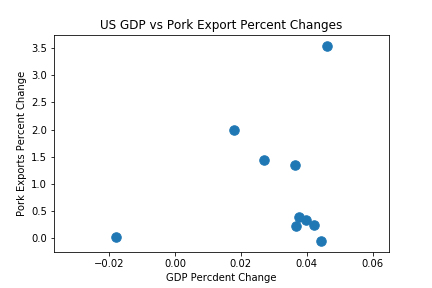 US GDP vs Pork Export Percent Changes
3.5
3.0
2.5
2.0
1.5
1.0
0.5
0.0
Pork Exports Percent Change
−0.02 0.00 0.02 0.04 0.06
GDP Percdent Change